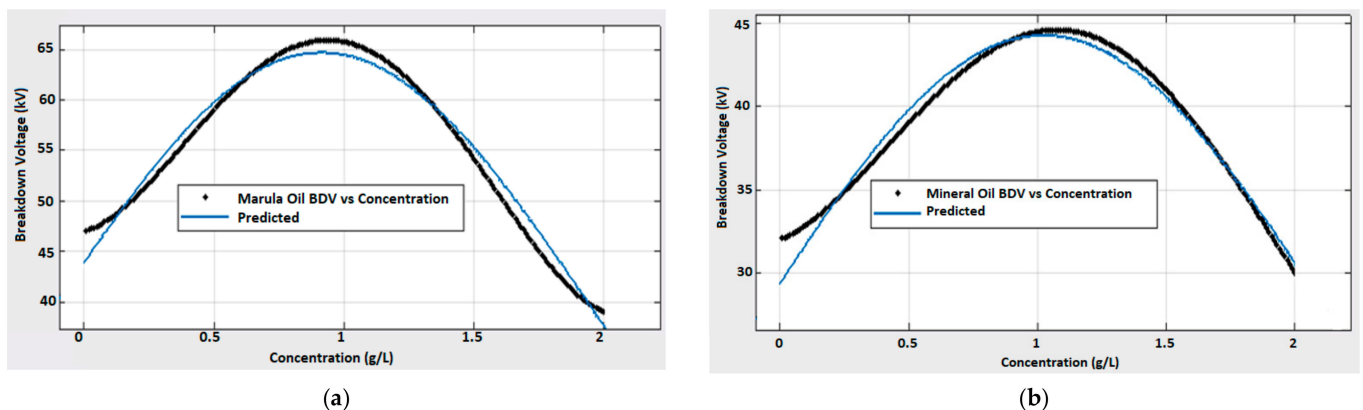 65
60
55
50
45
40
Breakdown Voltage (kV)
Marula Oil BDV vs Concentration
Predicted
0
0.5
1
1.5
2
Concentration (g/L)
(a)
45
40
35
30
Breakdown Voltage (kV)
Mineral Oil BDV vs Concentration
Predicted
0
0.5
1
1.5
2
Concentration (g/L)
(b)